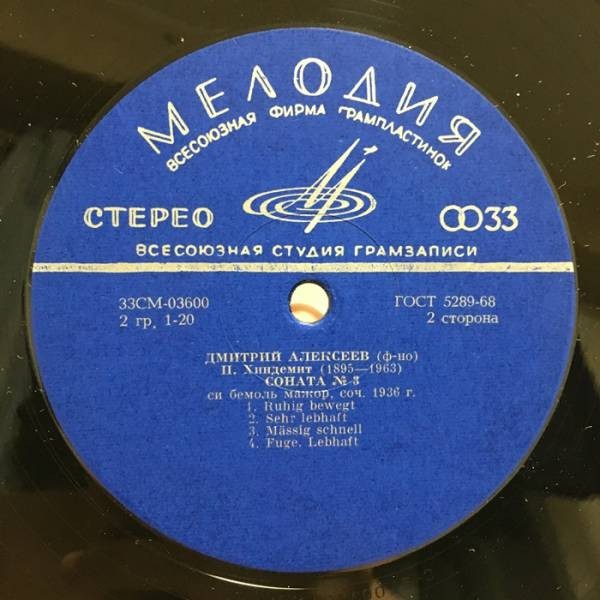 МЕЛОДИЯ
ВСЕСОЮЗНАЯ ФИРМА ГРАМПЛАСТИНОК
СТЕРЕО
33
ВСЕСОЮЗНАЯ СТУДИЯ ГРАМЗАПИСИ
33СМ-03600
ГОСТ 5289-68
2 гр. 1-20
2 сторона
ДМИТРИЙ АЛЕКСЕЕВ (ф-но)
П. Хиндемит (1895—1963)
СОНАТА № 3
си бемоль мажор, соч. 1936 г.
1. Ruhig bewegt
2. Sehr lebhaft
3. Mässig schnell
4. Fuge. Lebhaft